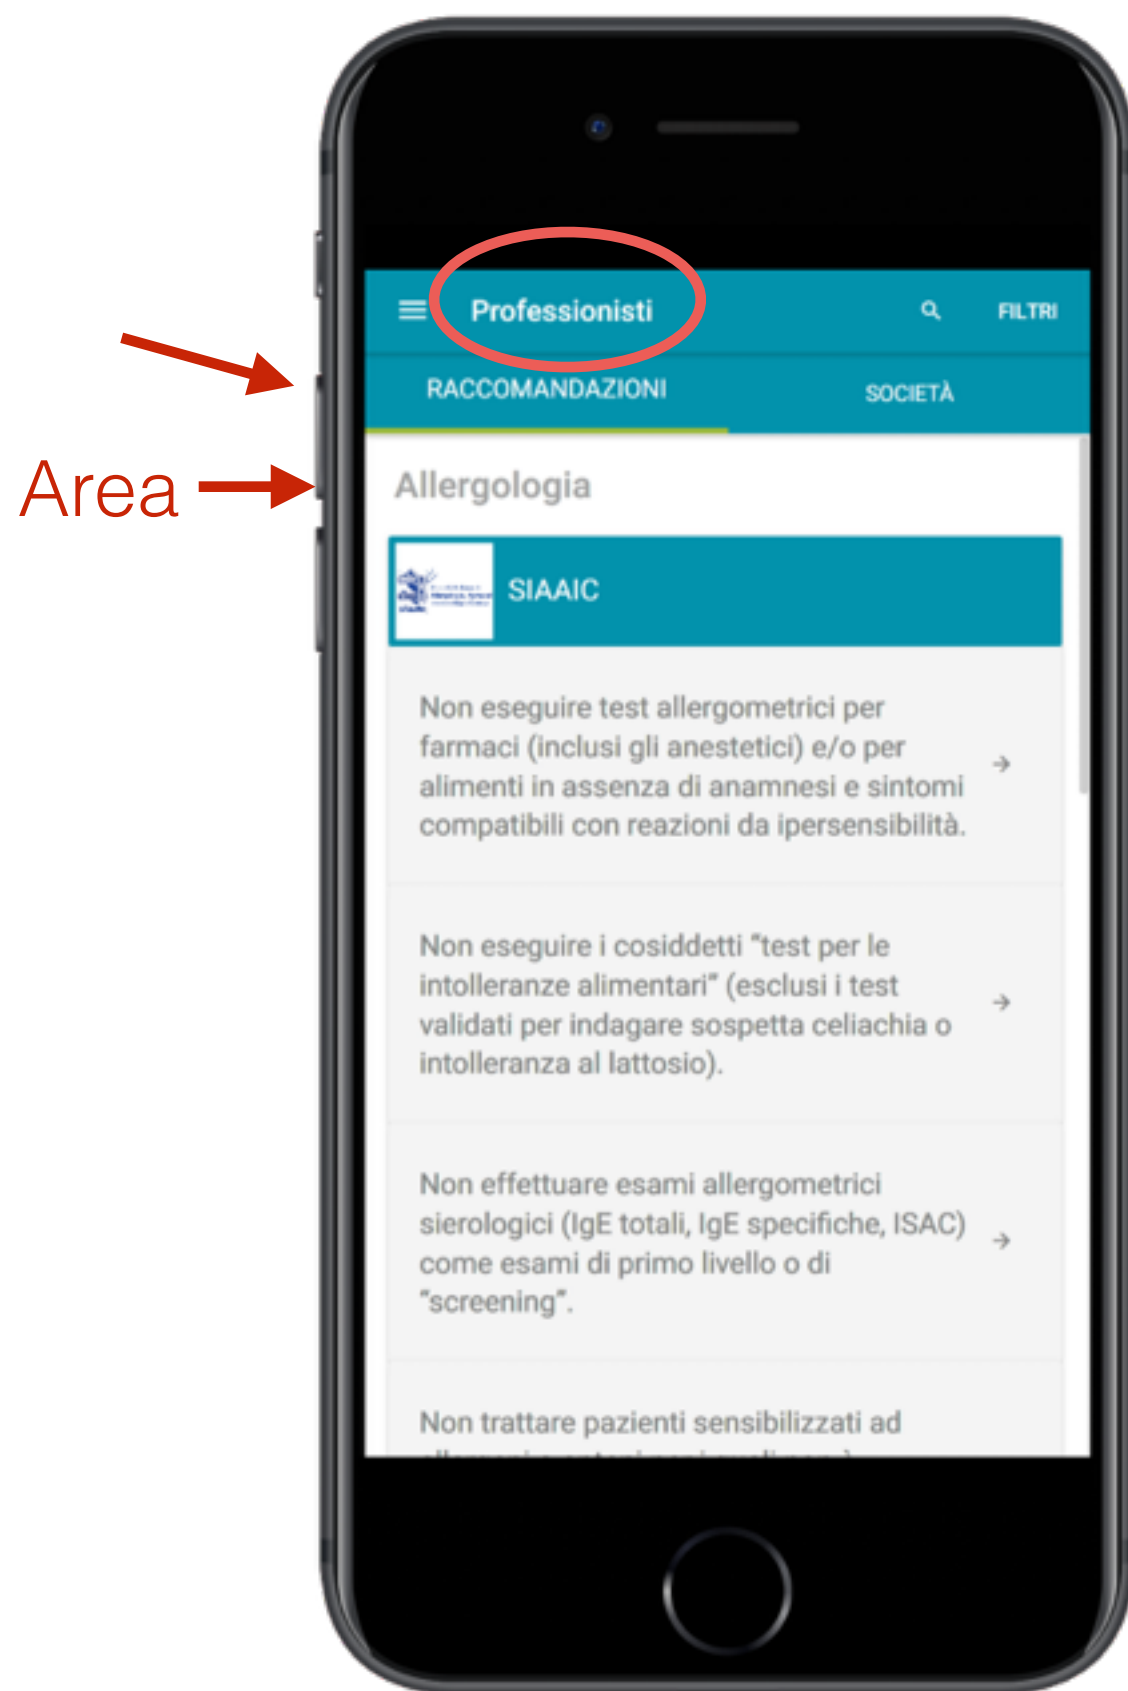 Professionisti
FILTRI
RACCOMANDAZIONI
SOCIETÀ
Area
Allergologia
SIAAIC
Non eseguire test allergometrici per
farmaci (inclusi gli anestetici) e/o per
alimenti in assenza di anamnesi e sintomi
compatibili con reazioni da ipersensibilità.
Non eseguire i cosiddetti “test per le
intolleranze alimentari” (esclusi i test
validati per indagare sospetta celiachia o
intolleranza al lattosio).
Non effettuare esami allergometrici
sierologici (IgE totali, IgE specifiche, ISAC)
come esami di primo livello o di
“screening”.
Non trattare pazienti sensibilizzati ad